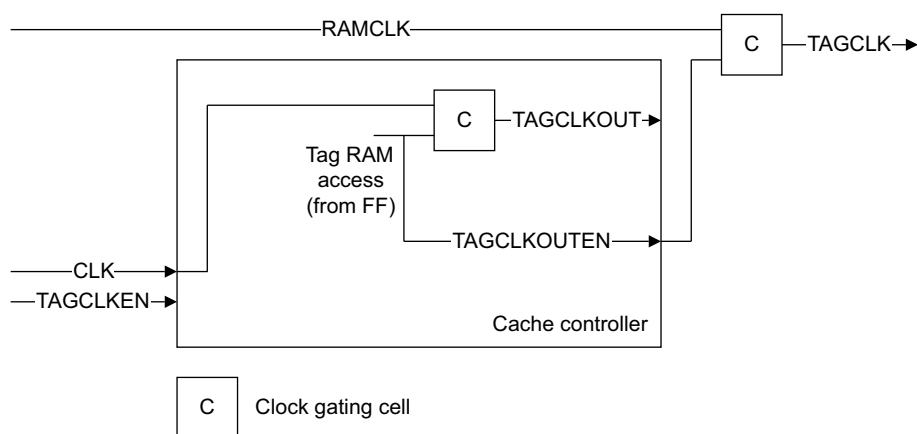 RAMCLK
C
TAGCLK
C
TAGCLKOUT
Tag RAM
access
(from FF)
TAGCLKOUTEN
CLK
TAGCLKEN
Cache controller
C
Clock gating cell